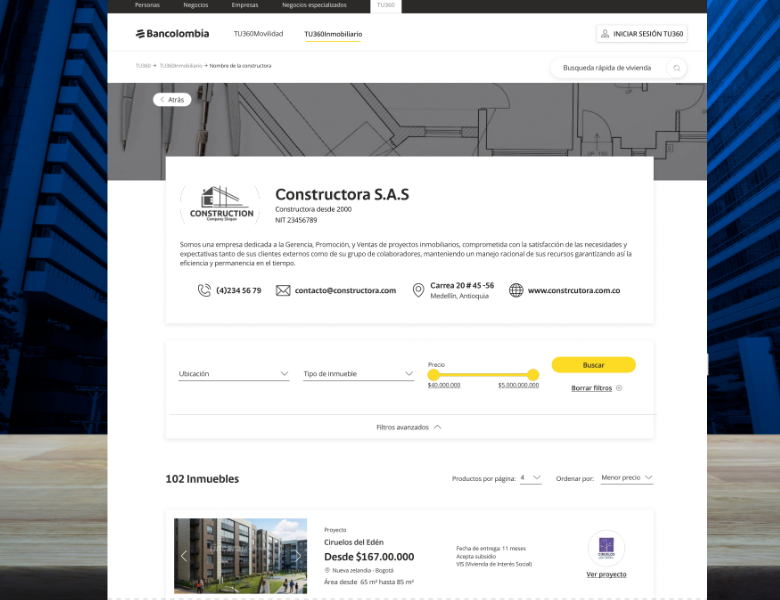 Personas Negocios Empresas Negocios especializados TU360
Bancolombia TU360Movilidad TU360Inmobiliario INICIAR SESIÓN TU360
TU360 → TU360Inmobiliario → Nombre de la constructora
Busqueda rápida de vivienda
Atrás
CONSTRUCTION
Company Slogan
Constructora S.A.S
Constructora desde 2000
NIT 23456789
Somos una empresa dedicada a la Gerencia, Promoción, y Ventas de proyectos inmobiliarios, comprometida con la satisfacción de las necesidades y
expectativas tanto de sus clientes externos como de su grupo de colaboradores, manteniendo un manejo racional de sus recursos garantizando así la
eficiencia y permanencia en el tiempo.
(4)234 56 79
contacto@constructora.com
Carrea 20 # 45 -56
Medellín, Antioquia
www.constrcutora.com.co
Ubicación
Tipo de inmueble
Precio
$40.000.000 $5.000.000.000
Buscar
Borrar filtros
Filtros avanzados
102 Inmuebles
Productos por página: 4
Ordenar por: Menor precio
Proyecto
Ciruelos del Edén
Desde $167.00.000
Nueva zelandia - Bogotá
Área desde 65 m² hasta 85 m²
Fecha de entrega: 11 meses
Acepta subsidio
VIS (Vivienda de Interés Social)
CIRUELOS
Ver proyecto